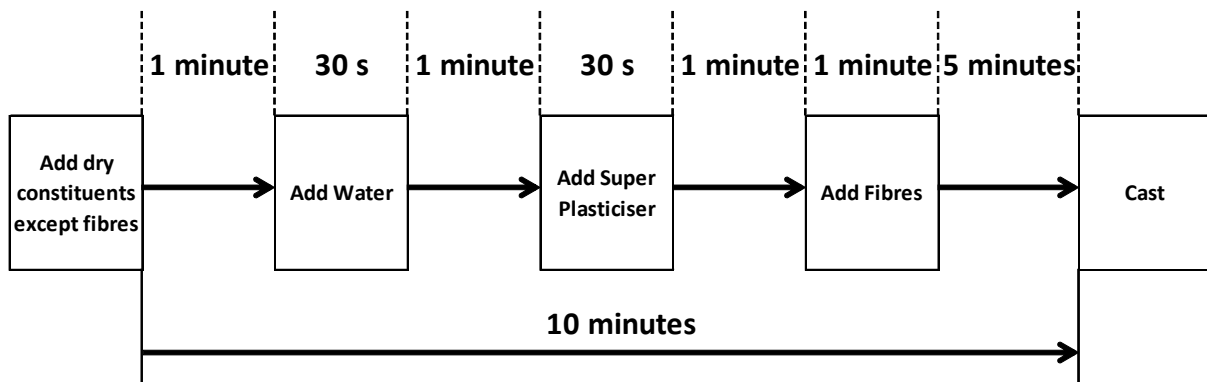 1 minute 30 s 1 minute 30 s 1 minute 1 minute 5 minutes
Add dry
constituents
except fibres
Add Water
Add Super
Plasticiser
Add Fibres
Cast
10 minutes